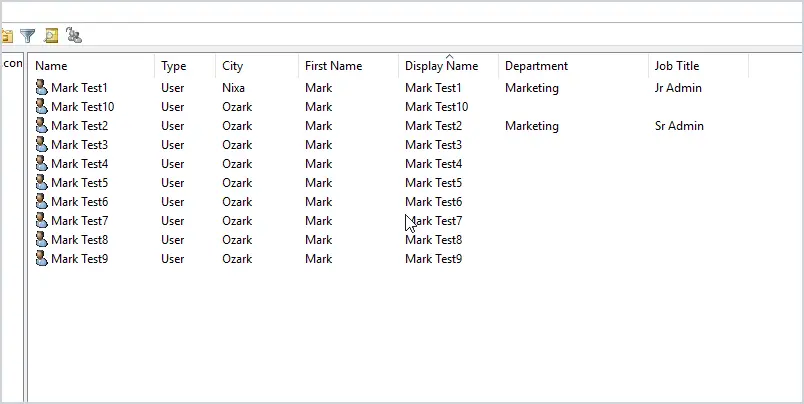 .con
Name Type City First Name Display Name Department Job Title
Mark Test1 User Nixa Mark Mark Test1 Marketing Jr Admin
Mark Test10 User Ozark Mark Mark Test10
Mark Test2 User Ozark Mark Mark Test2 Marketing Sr Admin
Mark Test3 User Ozark Mark Mark Test3
Mark Test4 User Ozark Mark Mark Test4
Mark Test5 User Ozark Mark Mark Test5
Mark Test6 User Ozark Mark Mark Test6
Mark Test7 User Ozark Mark Mark Test7
Mark Test8 User Ozark Mark Mark Test8
Mark Test9 User Ozark Mark Mark Test9